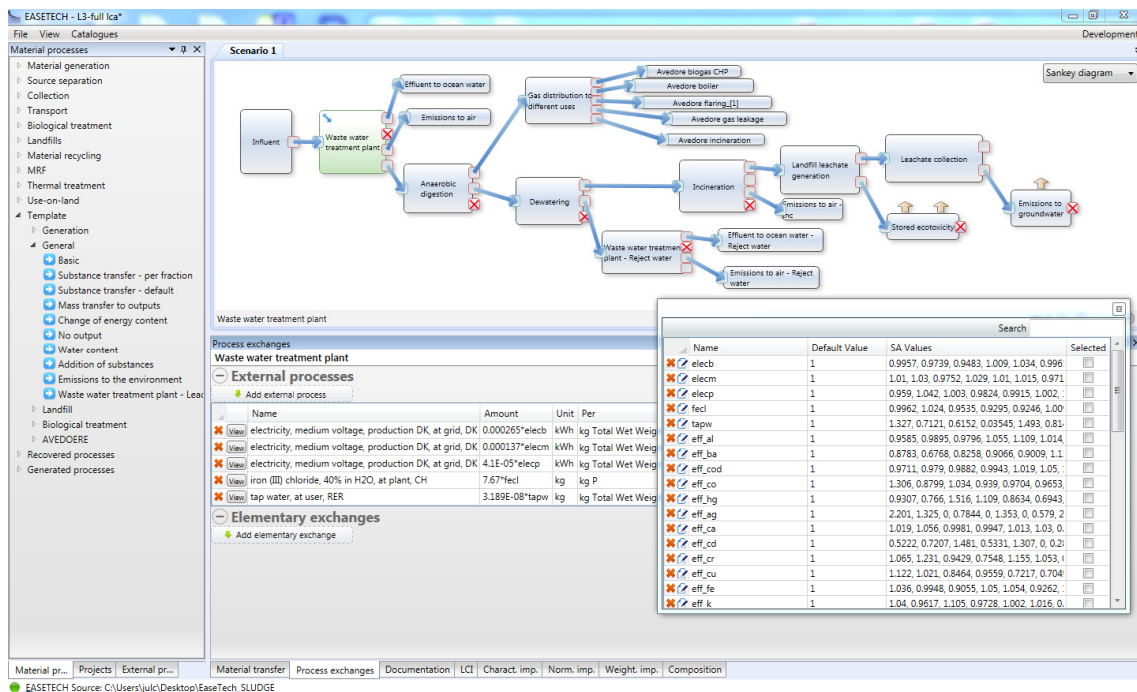 EASETECH - L3-full lca*
File View Catalogues
Development
Material processes
Material generation
Source separation
Collection
Transport
Biological treatment
Landfills
Material recycling
MRF
Thermal treatment
Use-on-land
Template
Generation
General
Basic
Substance transfer - per fraction
Substance transfer - default
Mass transfer to outputs
Change of energy content
No output
Water content
Addition of substances
Emissions to the environment
Waste water treatment plant - Leac
Landfill
Biological treatment
AVEDOERE
Recovered processes
Generated processes
Material pr... Projects External pr...
Scenario 1
Sankey diagram
Influent
Waste water
treatment plant
Effluent to ocean water
Emissions to air
Anaerobic
digestion
Gas distribution to
different uses
Avedore biogas CHP
Avedore boiler
Avedore flaring_[1]
Avedore gas leakage
Avedore incineration
Dewatering
Incineration
Emissions to air -
Inc
Waste water treatmen
plant - Reject water
Effluent to ocean water -
Reject water
Emissions to air - Reject
water
Landfill leachate
generation
Stored ecotoxicity
Leachate collection
Emissions to
groundwater
Waste water treatment plant
Process exchanges
Waste water treatment plant
External processes
Add external process
Name Amount Unit Per
View electricity, medium voltage, production DK, at grid, DK 0.000265*elecb kWh kg Total Wet Weig
View electricity, medium voltage, production DK, at grid, DK 0.000137*elecm kWh kg Total Wet Weig
View electricity, medium voltage, production DK, at grid, DK 4.1E-05*elecp kWh kg Total Wet Weig
View iron (III) chloride, 40% in H2O, at plant, CH 7.67*fecl kg kg P
View tap water, at user, RER 3.189E-08*tapw kg kg Total Wet Weig
Elementary exchanges
Add elementary exchange
Search
Name Default Value SA Values Selected
elecb 1 0.9957, 0.9739, 0.9483, 1.009, 1.034, 0.996
elecm 1 1.01, 1.03, 0.9752, 1.029, 1.01, 1.015, 0.971
elecp 1 0.959, 1.042, 1.003, 0.9824, 0.9915, 1.002,
fecl 1 0.9962, 1.024, 0.9535, 0.9295, 0.9246, 1.00
tapw 1 1.327, 0.7121, 0.6152, 0.03545, 1.493, 0.81
eff_al 1 0.9585, 0.9895, 0.9796, 1.055, 1.109, 1.014,
eff_ba 1 0.8783, 0.6768, 0.8258, 0.9066, 0.9009, 1.1
eff_cod 1 0.9711, 0.979, 0.9882, 0.9943, 1.019, 1.05,
eff_co 1 1.306, 0.8799, 1.034, 0.939, 0.9704, 0.9653,
eff_hg 1 0.9307, 0.766, 1.516, 1.109, 0.8634, 0.6943,
eff_ag 1 2.201, 1.325, 0, 0.7844, 0, 1.353, 0, 0.579, 2
eff_ca 1 1.019, 1.056, 0.9981, 0.9947, 1.013, 1.03, 0.
eff_cd 1 0.5222, 0.7207, 1.481, 0.5331, 1.307, 0, 0.2
eff_cr 1 1.065, 1.231, 0.9429, 0.7548, 1.155, 1.053,
eff_cu 1 1.122, 1.021, 0.8464, 0.9559, 0.7217, 0.704
eff_fe 1 1.036, 0.9948, 0.9055, 1.05, 1.054, 0.9262,
eff_k 1 1.04, 0.9617, 1.105, 0.9728, 1.002, 1.016, 0.
Material transfer Process exchanges Documentation LCI Charact. imp. Norm. imp. Weight. imp. Composition
EASETECH Source: C:\Users\julc\Desktop\EaseTech_SLUDGE